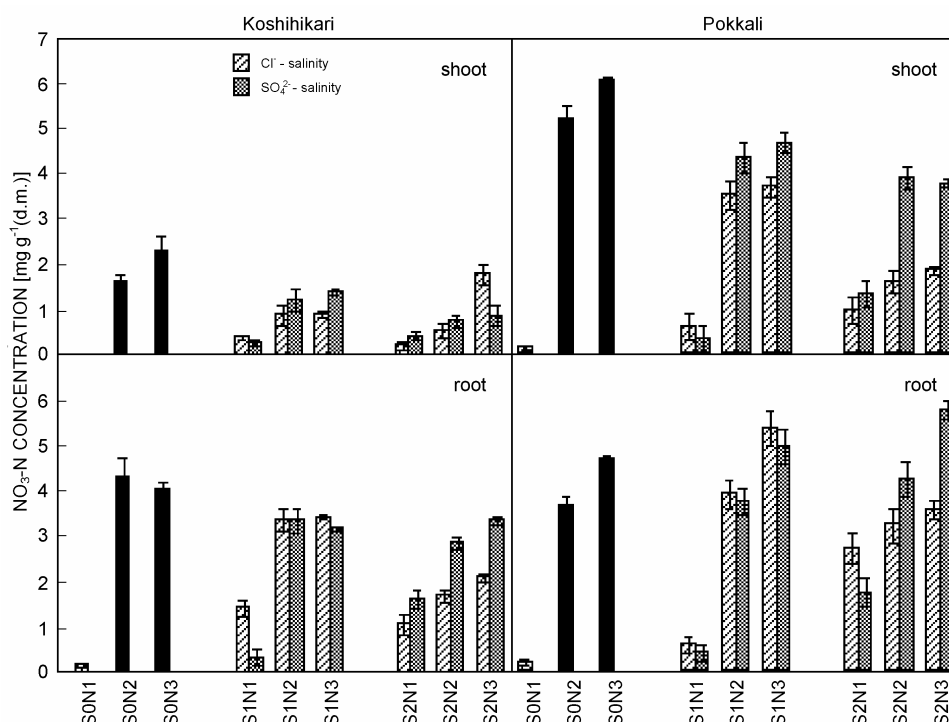 Koshihikari
Pokkali
7
6
5
4
3
2
1
0
Cl⁻ - salinity
SO₄²⁻ - salinity
shoot
shoot
NO₃-N CONCENTRATION [mg g⁻¹(d.m.)]
6
5
4
3
2
1
0
root
root
S0N1
S0N2
S0N3
S1N1
S1N2
S1N3
S2N1
S2N2
S2N3
S0N1
S0N2
S0N3
S1N1
S1N2
S1N3
S2N1
S2N2
S2N3